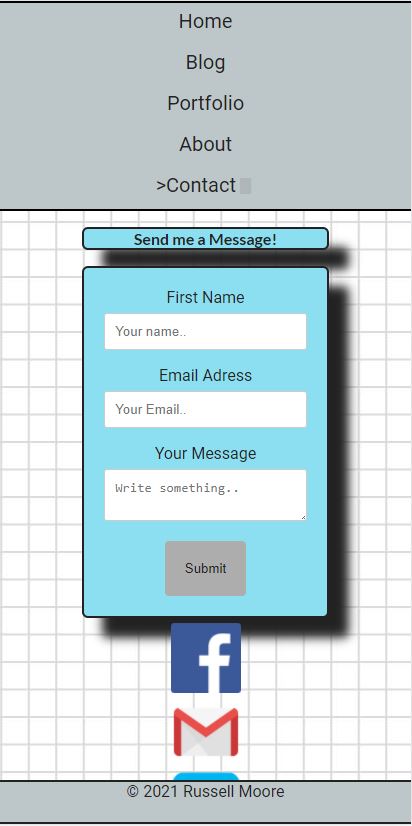 Home
Blog
Portfolio
About
>Contact
Send me a Message!
First Name
Your name..
Email Adress
Your Email..
Your Message
Write something..
Submit
© 2021 Russell Moore